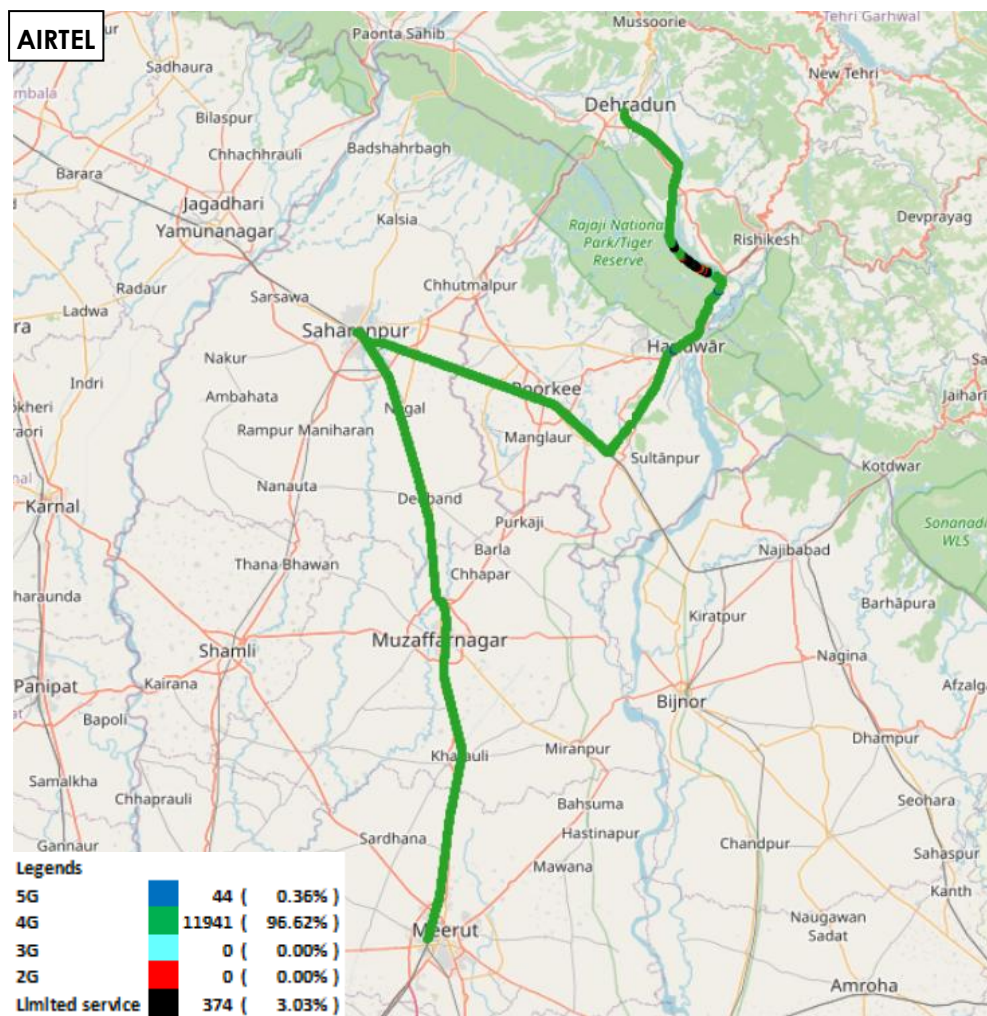 AIRTEL
Mussoorie
Tehri Garhwal
Paonta Sahib
Sadhaura
New Tehri
Dehradun
Bilaspur
Chhachhrauli
Badshahrbagh
Barara
Jagadhari
Yamunanagar
Kalsia
Devprayag
Rajaji National
Park/Tiger
Reserve
Rishikesh
Radaur
Sarsawa
Chhutmalpur
Ladwa
Saharanpur
Nakur
Haridwār
Indri
Ambahata
Roorkee
Nagal
Rampur Maniharan
Manglaur
Sultānpur
Kotdwar
Nanauta
Deoband
Karnal
Purkaji
Sonanadi
WLS
Barla
Najibabad
Thana Bhawan
Chhapar
Barhāpura
Kiratpur
Muzaffarnagar
Shamli
Nagina
Panipat
Kairana
Bijnor
Bapoli
Khatauli
Miranpur
Dhampur
Samalkha
Chhaprauli
Bahsuma
Seohara
Sardhana
Hastinapur
Chandpur
Gannaur
Sahaspur
Mawana
Kanth
Meerut
Naugawan
Sadat
Amroha
Legends
5G 44 ( 0.36% )
4G 11941 ( 96.62% )
3G 0 ( 0.00% )
2G 0 ( 0.00% )
Limited service 374 ( 3.03% )